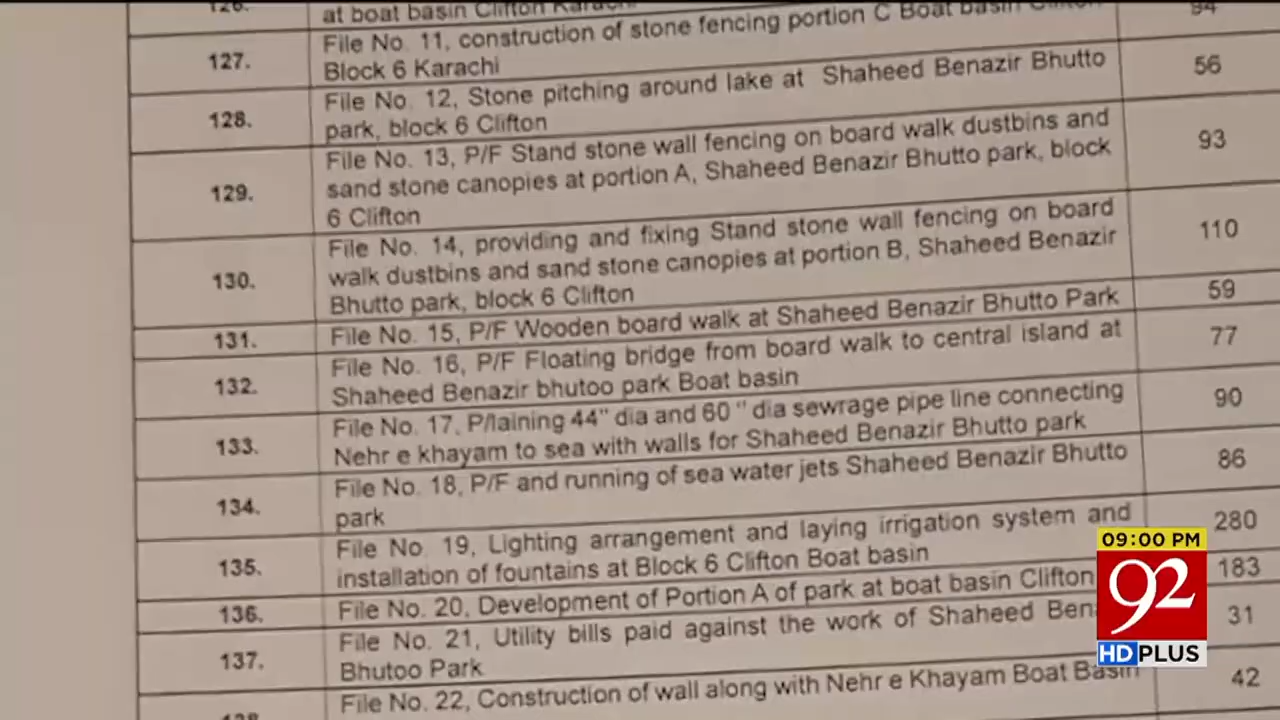 126.
at boat basin Clifton Karachi
94
127.
File No. 11, construction of stone fencing portion C Boat basin Clifton
Block 6 Karachi
56
128.
File No. 12, Stone pitching around lake at Shaheed Benazir Bhutto
park, block 6 Clifton
93
129.
File No. 13, P/F Stand stone wall fencing on board walk dustbins and
sand stone canopies at portion A, Shaheed Benazir Bhutto park, block
6 Clifton
110
130.
File No. 14, providing and fixing Stand stone wall fencing on board
walk dustbins and sand stone canopies at portion B, Shaheed Benazir
Bhutto park, block 6 Clifton
59
131.
File No. 15, P/F Wooden board walk at Shaheed Benazir Bhutto Park
77
132.
File No. 16, P/F Floating bridge from board walk to central island at
Shaheed Benazir bhutoo park Boat basin
90
133.
File No. 17, P/laining 44" dia and 60 " dia sewrage pipe line connecting
Nehr e khayam to sea with walls for Shaheed Benazir Bhutto park
86
134.
File No. 18, P/F and running of sea water jets Shaheed Benazir Bhutto
park
280
135.
File No. 19, Lighting arrangement and laying irrigation system and
installation of fountains at Block 6 Clifton Boat basin
183
136.
File No. 20, Development of Portion A of park at boat basin Clifton
31
137.
File No. 21, Utility bills paid against the work of Shaheed Ben
Bhutoo Park
42
138.
File No. 22, Construction of wall along with Nehr e Khayam Boat Basin
09:00 PM
92
HD PLUS